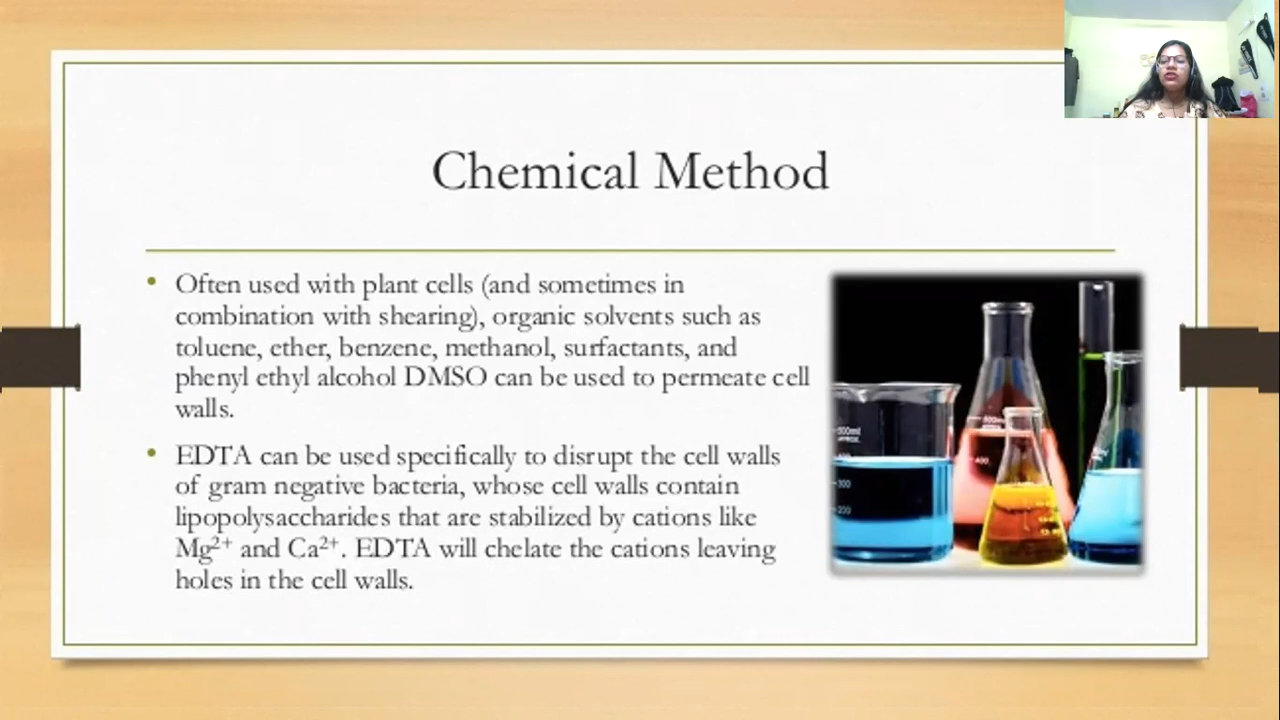 Chemical Method
• Often used with plant cells (and sometimes in
combination with shearing), organic solvents such as
toluene, ether, benzene, methanol, surfactants, and
phenyl ethyl alcohol DMSO can be used to permeate cell
walls.
• EDTA can be used specifically to disrupt the cell walls
of gram negative bacteria, whose cell walls contain
lipopolysaccharides that are stabilized by cations like
Mg²⁺ and Ca²⁺. EDTA will chelate the cations leaving
holes in the cell walls.
300
200
400